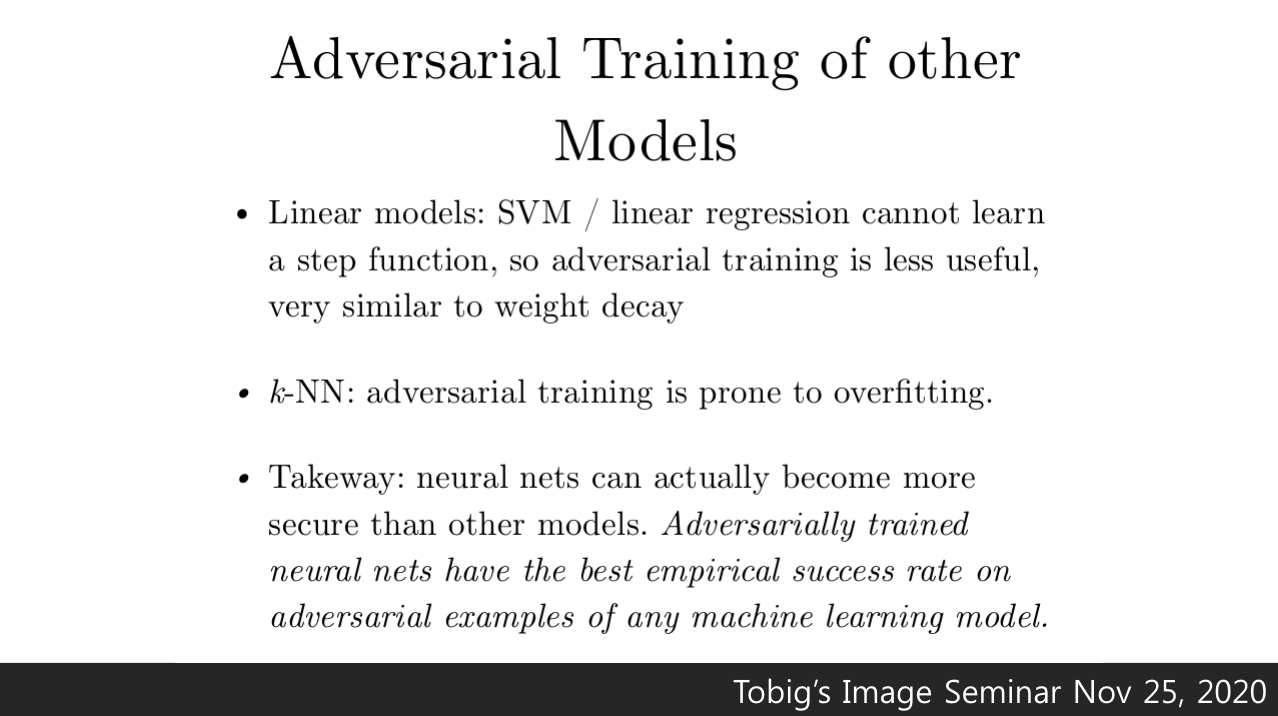 Adversarial Training of other
Models
• Linear models: SVM / linear regression cannot learn
a step function, so adversarial training is less useful,
very similar to weight decay
• k-NN: adversarial training is prone to overfitting.
• Takeway: neural nets can actually become more
secure than other models. Adversarially trained
neural nets have the best empirical success rate on
adversarial examples of any machine learning model.
Tobig's Image Seminar Nov 25, 2020